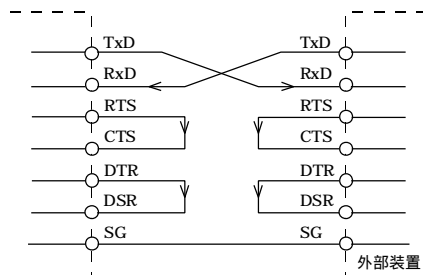 TxD TxD
RxD RxD
RTS RTS
CTS CTS
DTR DTR
DSR DSR
SG SG
外部装置